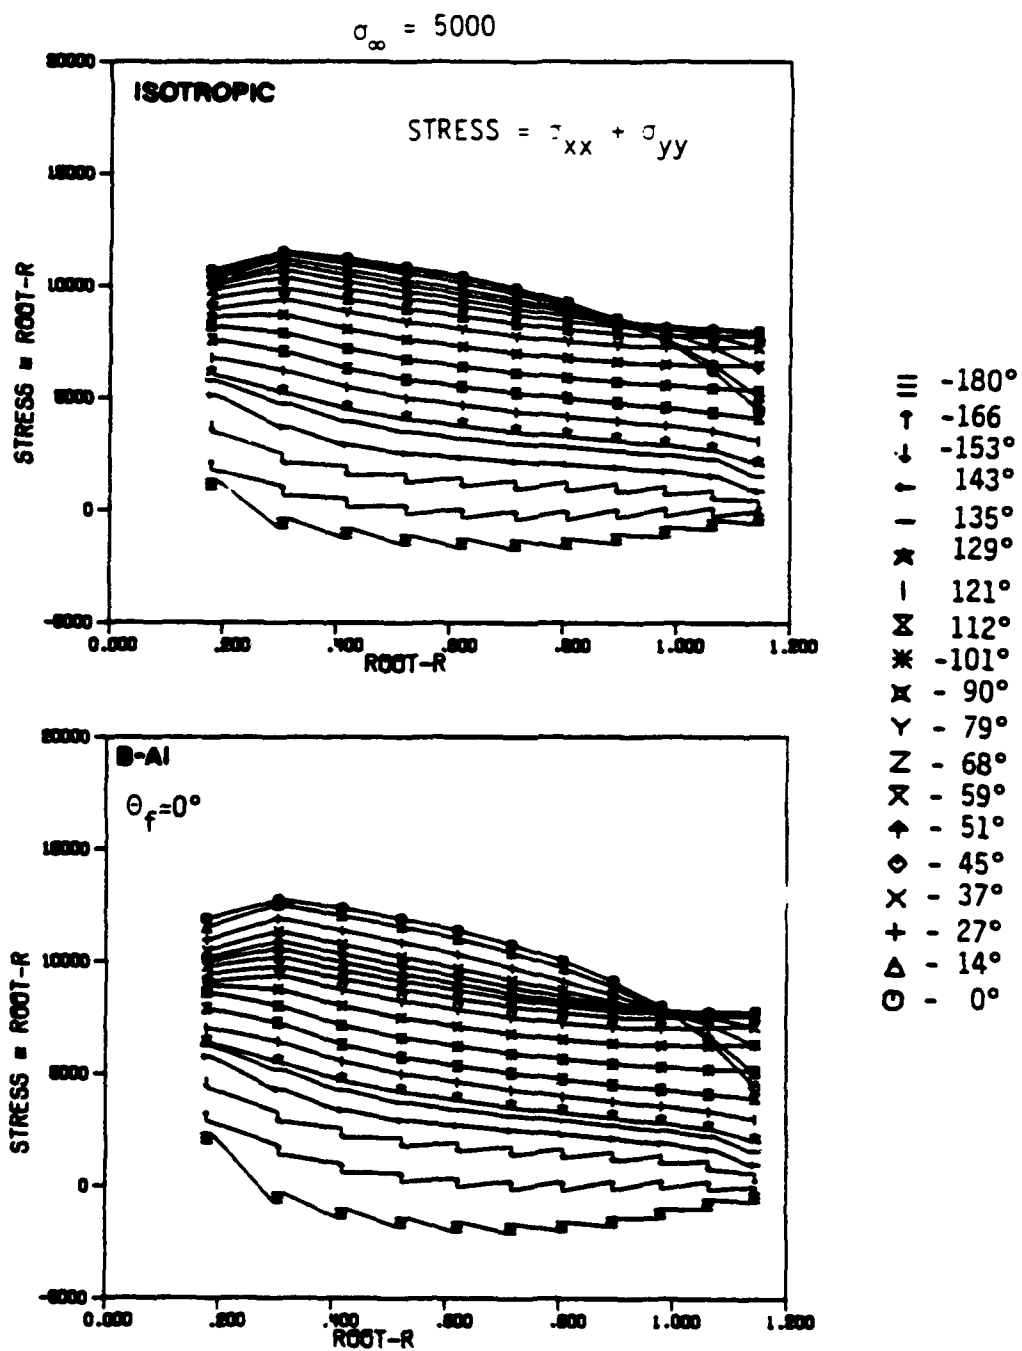 σ∞ = 5000
20000
ISOTROPIC
STRESS = σxx + σyy
15000
10000
5000
0
-5000
STRESS * ROOT-R
0.000 .200 .400 .600 .800 1.000 1.200
ROOT-R
20000
B-Al
Θf=0°
15000
10000
5000
0
-5000
STRESS * ROOT-R
0.000 .200 .400 .600 .800 1.000 1.200
ROOT-R
-180°
-166
-153°
143°
135°
129°
121°
112°
-101°
- 90°
- 79°
- 68°
- 59°
- 51°
- 45°
- 37°
- 27°
- 14°
- 0°